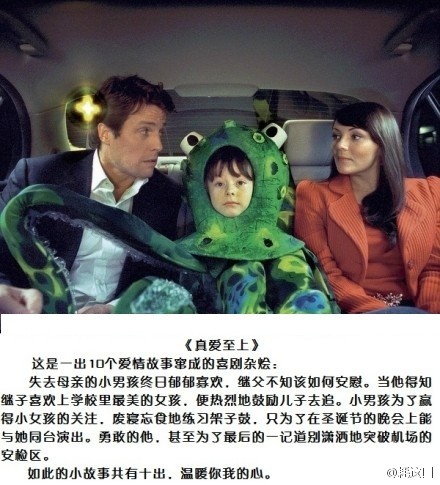 《真爱至上》
这是一出10个爱情故事窜成的喜剧杂烩：
失去母亲的小男孩终日郁郁喜欢，继父不知该如何安慰。当他得知
继子喜欢上学校里最美的女孩，便热烈地鼓励儿子去追。小男孩为了赢
得小女孩的关注，废寝忘食地练习架子鼓，只为了在圣诞节的晚会上能
与她同台演出。勇敢的他，甚至为了最后的一记道别潇洒地突破机场的
安检区。
如此的小故事共有十出，温暖你我的心。